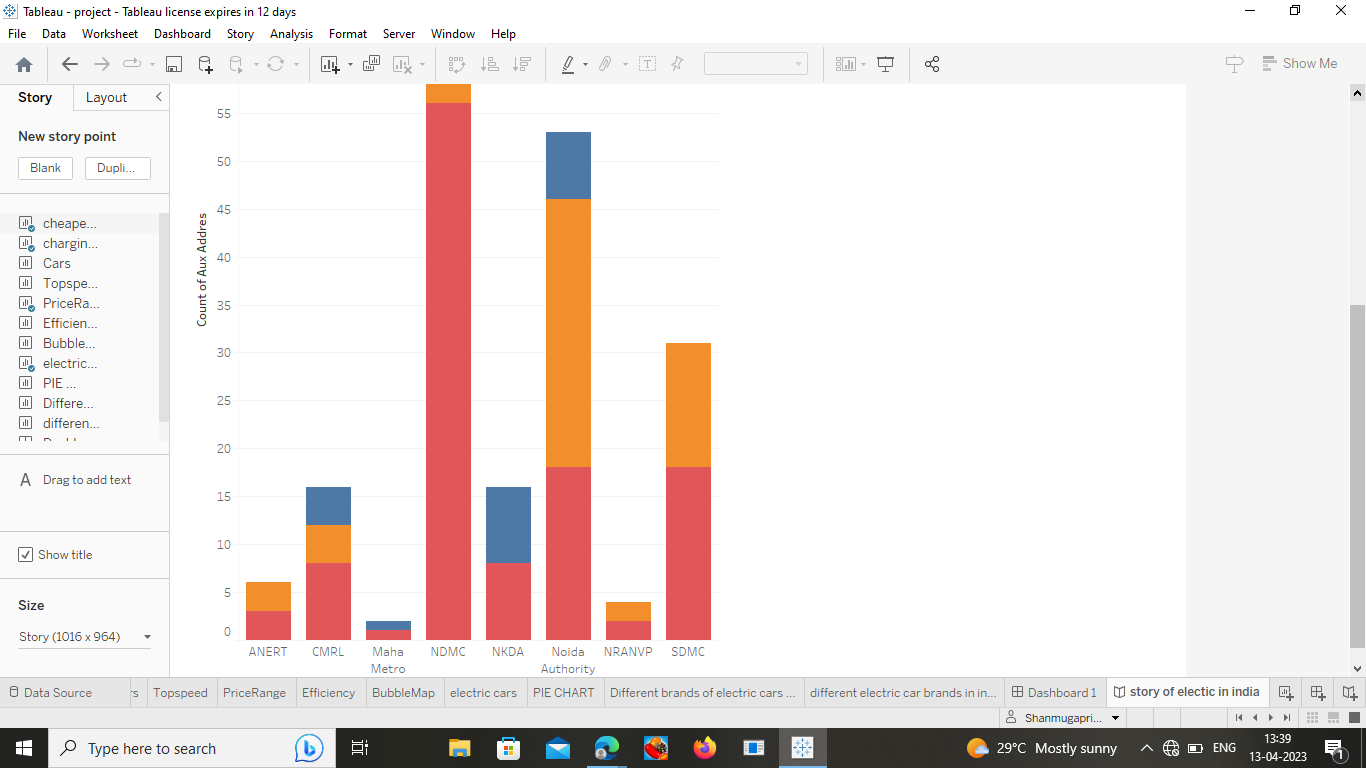 Tableau - project - Tableau license expires in 12 days
File Data Worksheet Dashboard Story Analysis Format Server Window Help
Show Me
Story Layout
New story point
Blank Dupli...
cheape...
chargin...
Cars
Topspe...
PriceRa...
Efficien...
Bubble...
electric...
PIE ...
Differe...
differen...
A Drag to add text
Show title
Size
Story (1016 x 964)
Count of Aux Addres
55
50
45
40
35
30
25
20
15
10
5
0
ANERT CMRL Maha Metro NDMC NKDA Noida Authority NRANVP SDMC
Data Source rs Topspeed PriceRange Efficiency BubbleMap electric cars PIE CHART Different brands of electric cars ... different electric car brands in in... Dashboard 1 story of electic in india
Shanmugapri...
Type here to search
29°C Mostly sunny ENG 13:39
13-04-2023
1